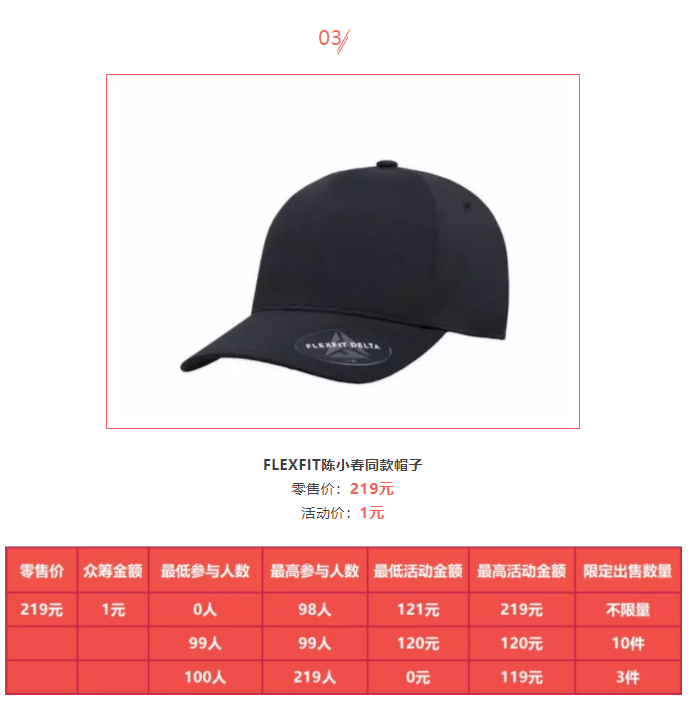 03
FLEXFIT DELTA
FLEXFIT陈小春同款帽子
零售价：219元
活动价：1元
零售价 众筹金额 最低参与人数 最高参与人数 最低活动金额 最高活动金额 限定出售数量
219元 1元 0人 98人 121元 219元 不限量
99人 99人 120元 120元 10件
100人 219人 0元 119元 3件